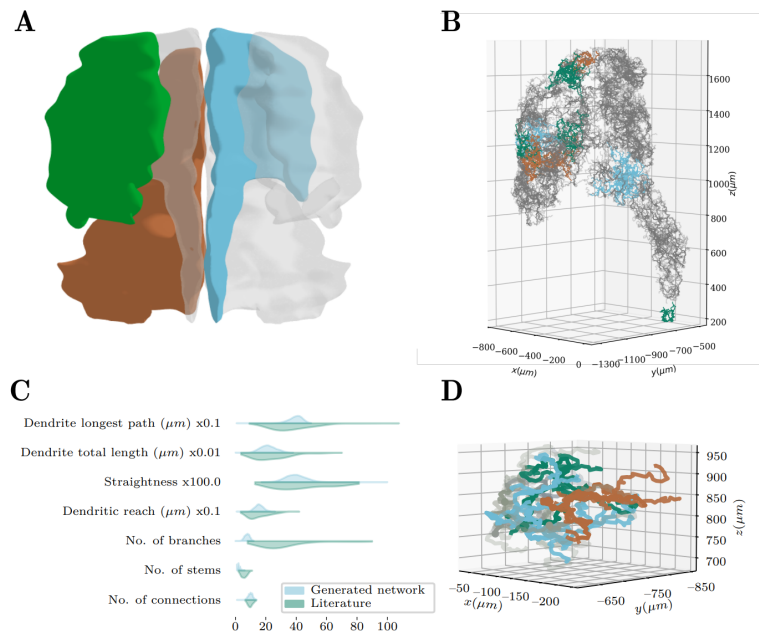 A
B
1600
1400
1200
1000
800
600
400
200
z(μm)
−800
−600
−400
−200
0
x(μm)
−1300
−1100
−900
−700
−500
y(μm)
C
Dendrite longest path (μm) x0.1
Dendrite total length (μm) x0.01
Straightness x100.0
Dendritic reach (μm) x0.1
No. of branches
No. of stems
No. of connections
Generated network
Literature
0 20 40 60 80 100
D
950
900
850
800
750
700
z(μm)
−50
−100
−150
−200
x(μm)
−650
−750
−850
y(μm)